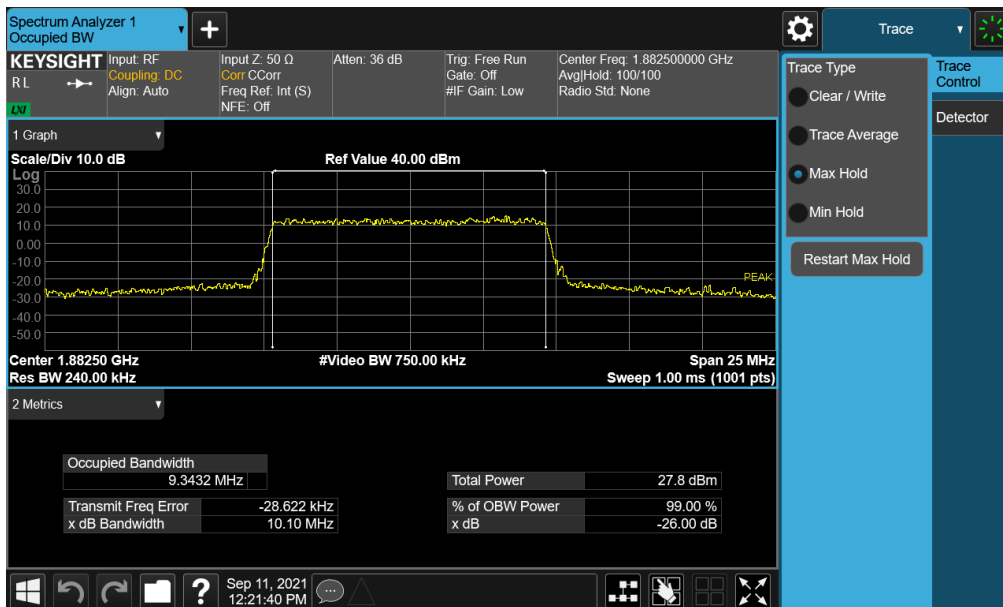 Spectrum Analyzer 1
Occupied BW
+
Trace
KEYSIGHT
R L
LXI
Input: RF
Coupling: DC
Align: Auto
Input Z: 50 Ω
Corr CCorr
Freq Ref: Int (S)
NFE: Off
Atten: 36 dB
Trig: Free Run
Gate: Off
#IF Gain: Low
Center Freq: 1.882500000 GHz
Avg|Hold: 100/100
Radio Std: None
Trace Type
Clear / Write
Trace Average
Max Hold
Min Hold
Restart Max Hold
Trace
Control
Detector
1 Graph
Scale/Div 10.0 dB
Ref Value 40.00 dBm
Log
30.0
20.0
10.0
0.00
-10.0
-20.0
-30.0
-40.0
-50.0
PEAK
Center 1.88250 GHz
#Video BW 750.00 kHz
Span 25 MHz
Res BW 240.00 kHz
Sweep 1.00 ms (1001 pts)
2 Metrics
Occupied Bandwidth
9.3432 MHz
Total Power 27.8 dBm
Transmit Freq Error -28.622 kHz
% of OBW Power 99.00 %
x dB Bandwidth 10.10 MHz
x dB -26.00 dB
?
Sep 11, 2021
12:21:40 PM